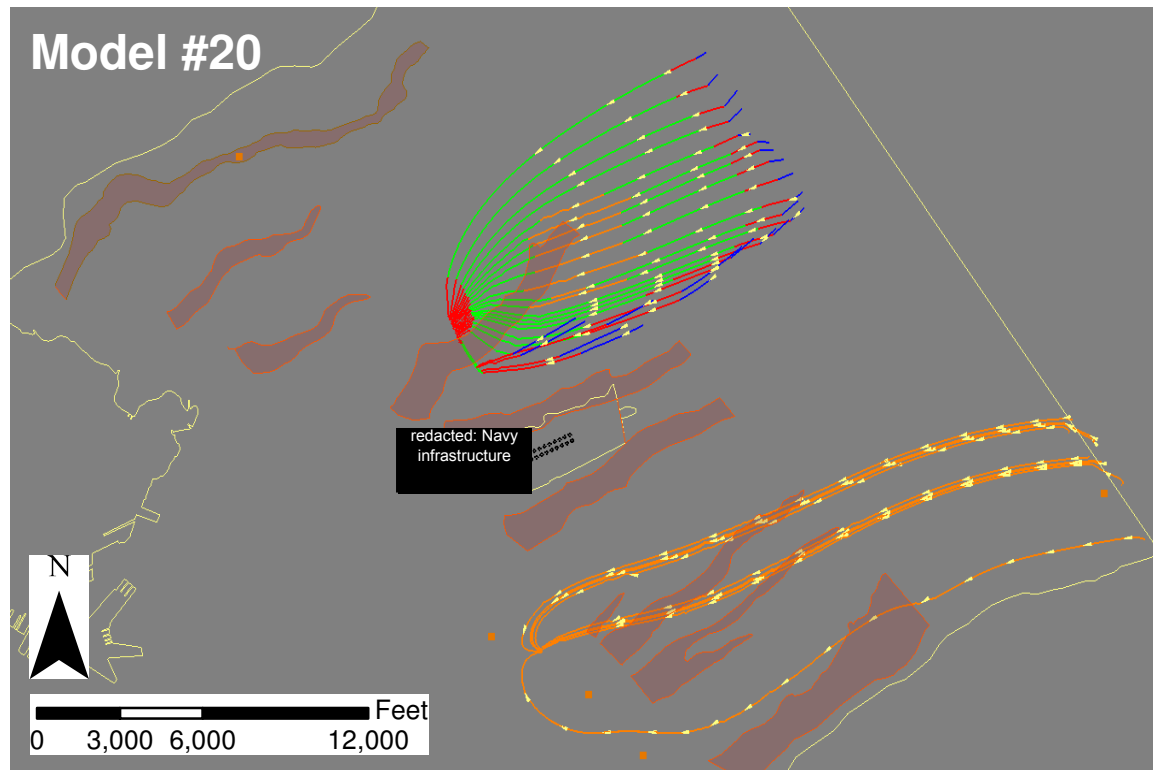 Model #20
redacted: Navy
infrastructure
N
Feet
0 3,000 6,000 12,000